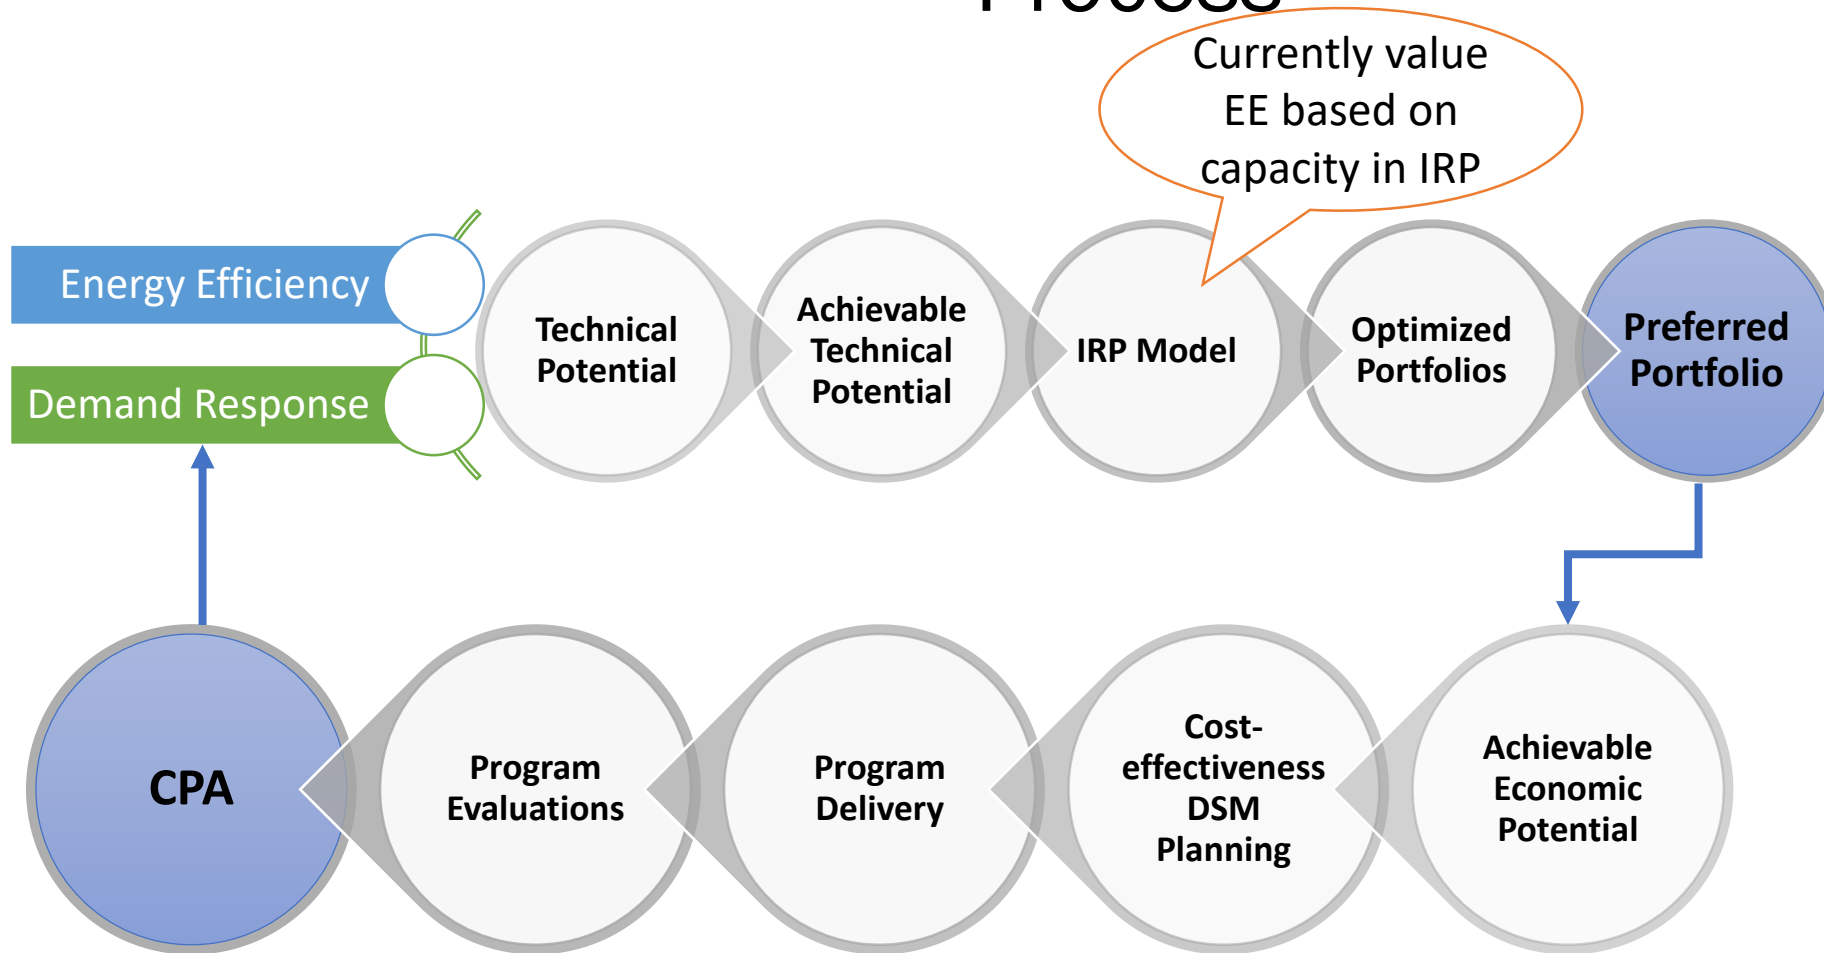 Process
Currently value
EE based on
capacity in IRP
Energy Efficiency
Demand Response
Technical
Potential
Achievable
Technical
Potential
IRP Model
Optimized
Portfolios
Preferred
Portfolio
CPA
Program
Evaluations
Program
Delivery
Cost-
effectiveness
DSM
Planning
Achievable
Economic
Potential